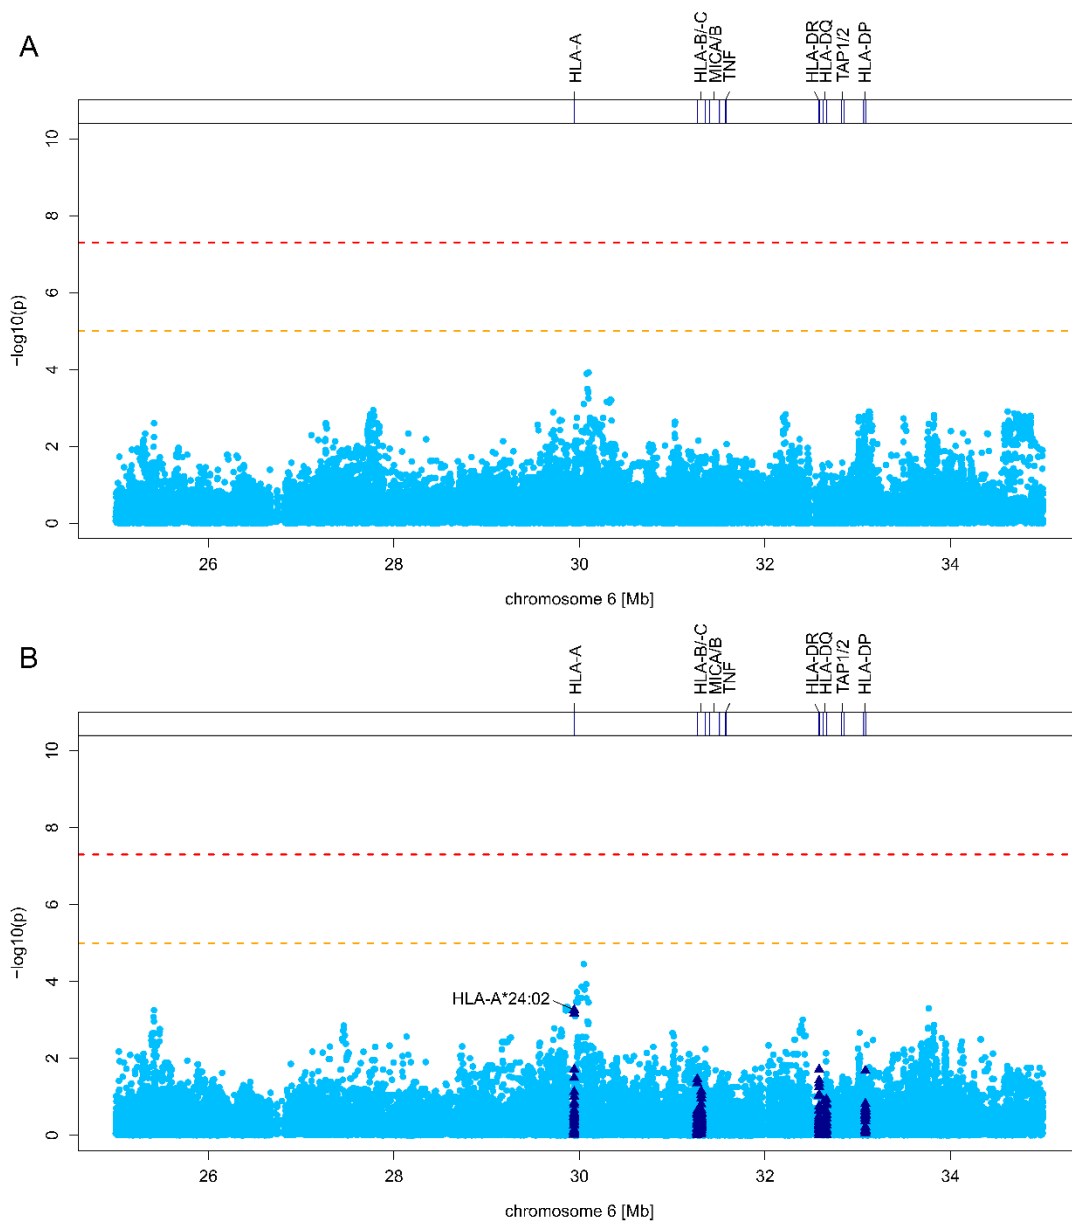 A
HLA-A
HLA-B/-C
MICA/B
TNF
HLA-DR
HLA-DQ
TAP1/2
HLA-DP
10
8
6
4
2
0
−log10(p)
26 28 30 32 34
chromosome 6 [Mb]
B
HLA-A
HLA-B/-C
MICA/B
TNF
HLA-DR
HLA-DQ
TAP1/2
HLA-DP
10
8
6
4
2
0
−log10(p)
HLA-A*24:02
26 28 30 32 34
chromosome 6 [Mb]